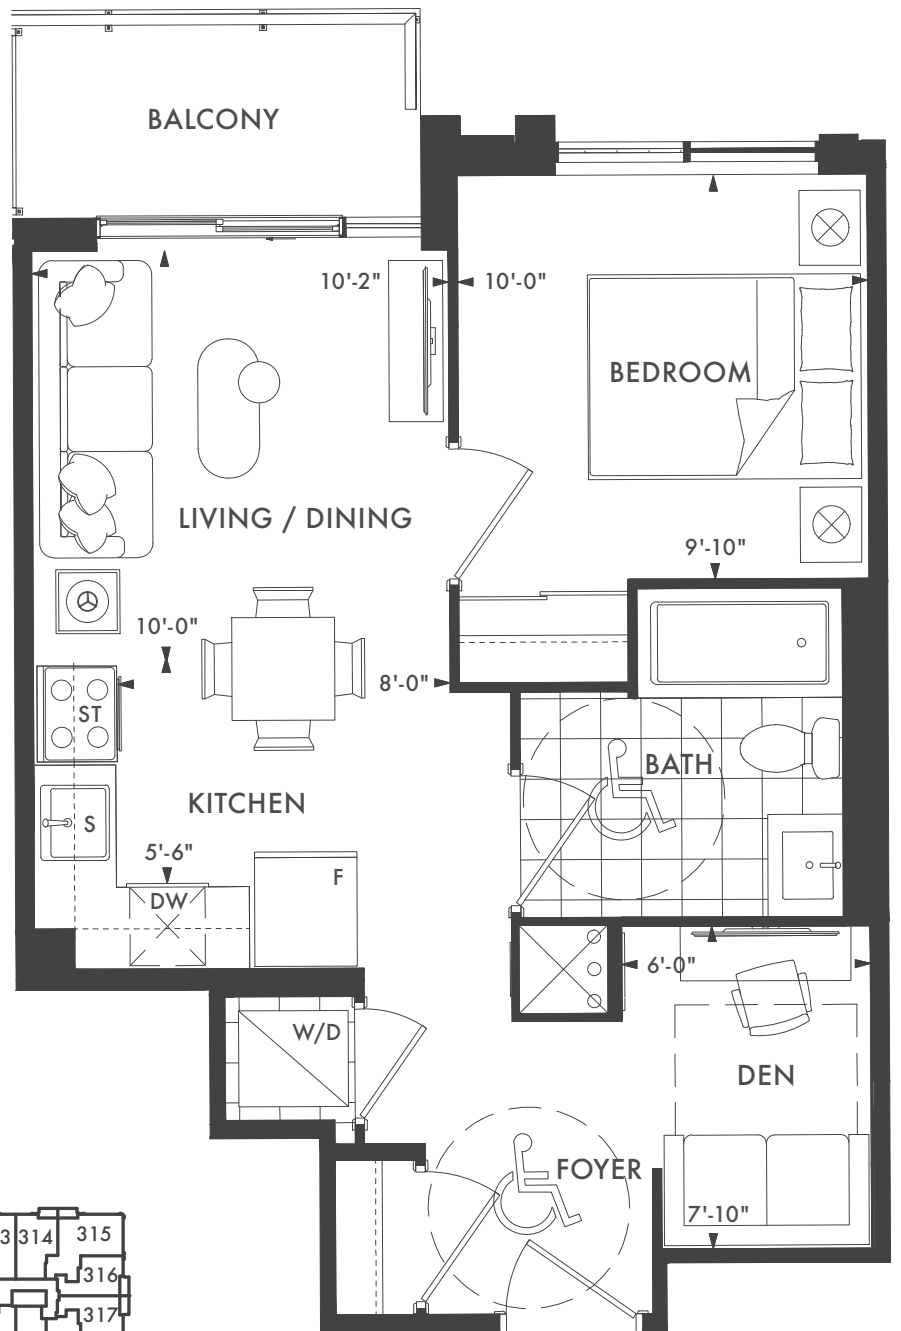 BALCONY
10'-2"
10'-0"
BEDROOM
LIVING / DINING
9'-10"
10'-0"
8'-0"
ST
BATH
KITCHEN
S
5'-6"
F
DW
6'-0"
W/D
DEN
FOYER
7'-10"
314
315
316
317